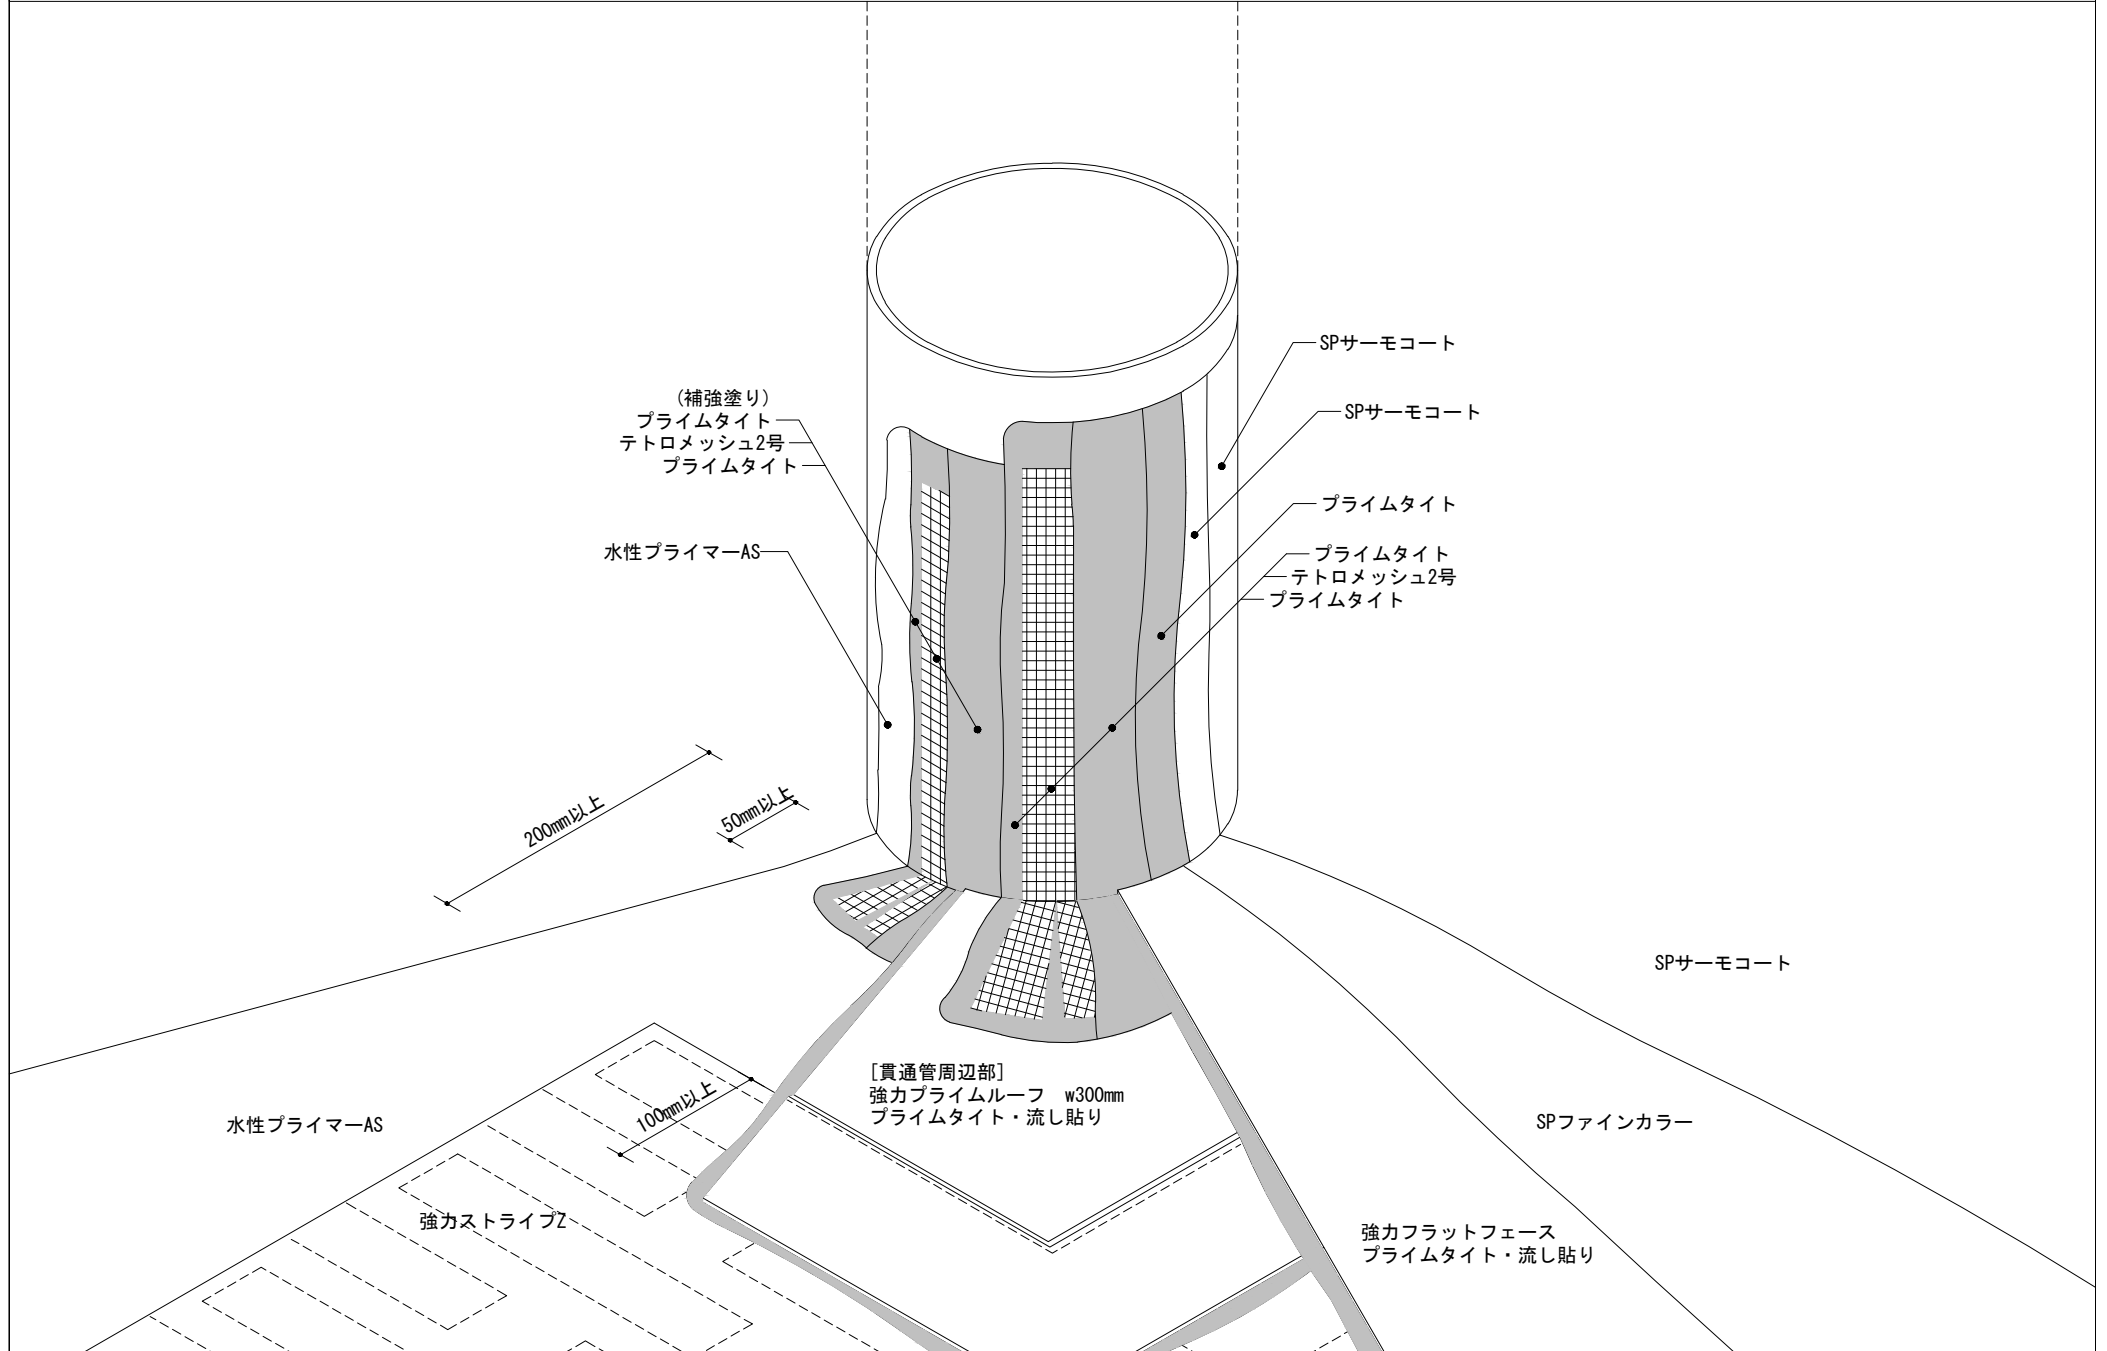 SPサーモコート
(補強塗り)
プライムタイト
テトロメッシュ2号
プライムタイト
SPサーモコート
プライムタイト
水性プライマーAS
プライムタイト
テトロメッシュ2号
プライムタイト
200mm以上
50mm以上
SPサーモコート
[貫通管周辺部]
強力プライムルーフ　w300mm
プライムタイト・流し貼り
100mm以上
水性プライマーAS
SPファインカラー
強力ストライプZ
強力フラットフェース
プライムタイト・流し貼り